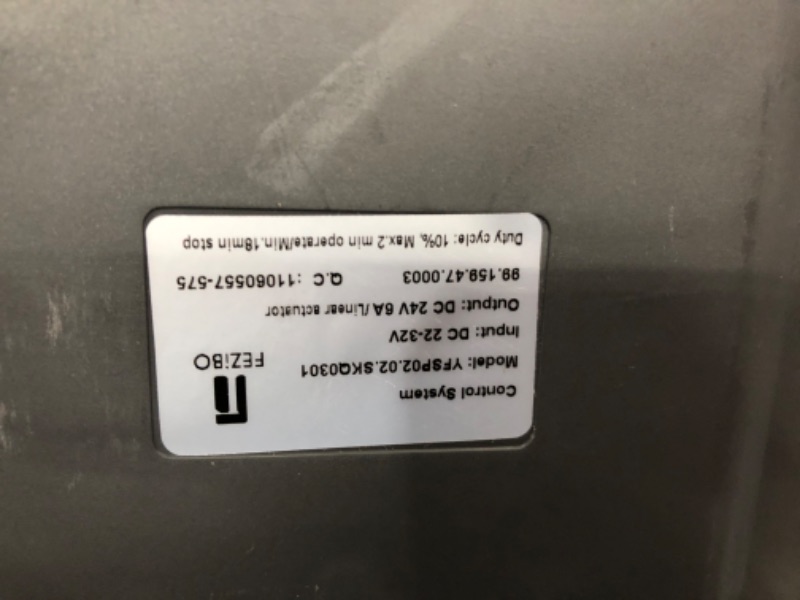 Control System
Model: YFSP02.02.SKQ0301
FEZiBO
Input: DC 22-32V
Output: DC 24V 6A /Linear actuator
99.159.47.0003 Q.C :11060557-575
Duty cycle: 10%, Max.2 min operate/Min.18min stop